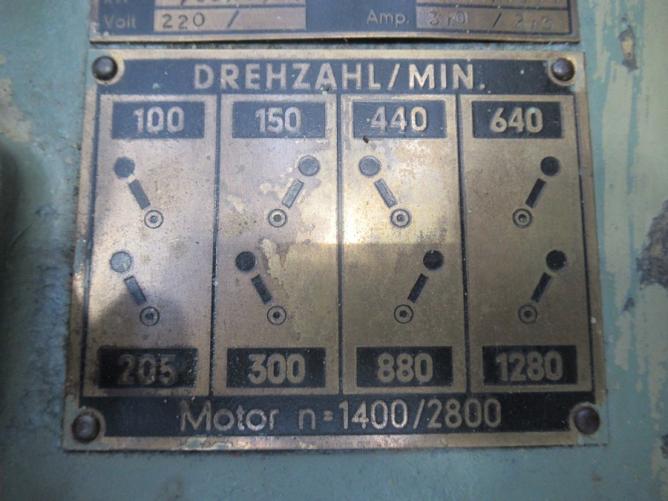 Volt 220 / Amp.
DREHZAHL/MIN.
100 150 440 640
205 300 880 1280
Motor n=1400/2800